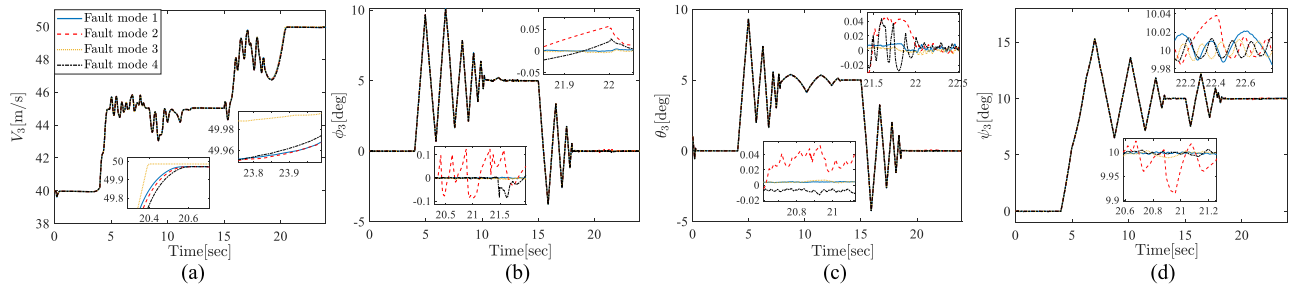 Fault mode 1
Fault mode 2
Fault mode 3
Fault mode 4
V3[m/s]
50
48
46
44
42
40
38
49.98
49.96
23.8 23.9
50
49.9
49.8
20.4 20.6
0 5 10 15 20
Time[sec]
(a)
ϕ3[deg]
10
5
0
-5
0.05
0
-0.05
21.9 22
0.1
0
-0.1
20.5 21 21.5
0 5 10 15 20
Time[sec]
(b)
θ3[deg]
10
5
0
-5
0.04
0.02
0
-0.02
21.5 22 22.5
0.04
0.02
0
-0.02
20.8 21
0 5 10 15 20
Time[sec]
(c)
ψ3[deg]
15
10
5
0
10.04
10.02
10
9.98
22.2 22.4 22.6
10
9.95
9.9
20.6 20.8 21 21.2
0 5 10 15 20
Time[sec]
(d)